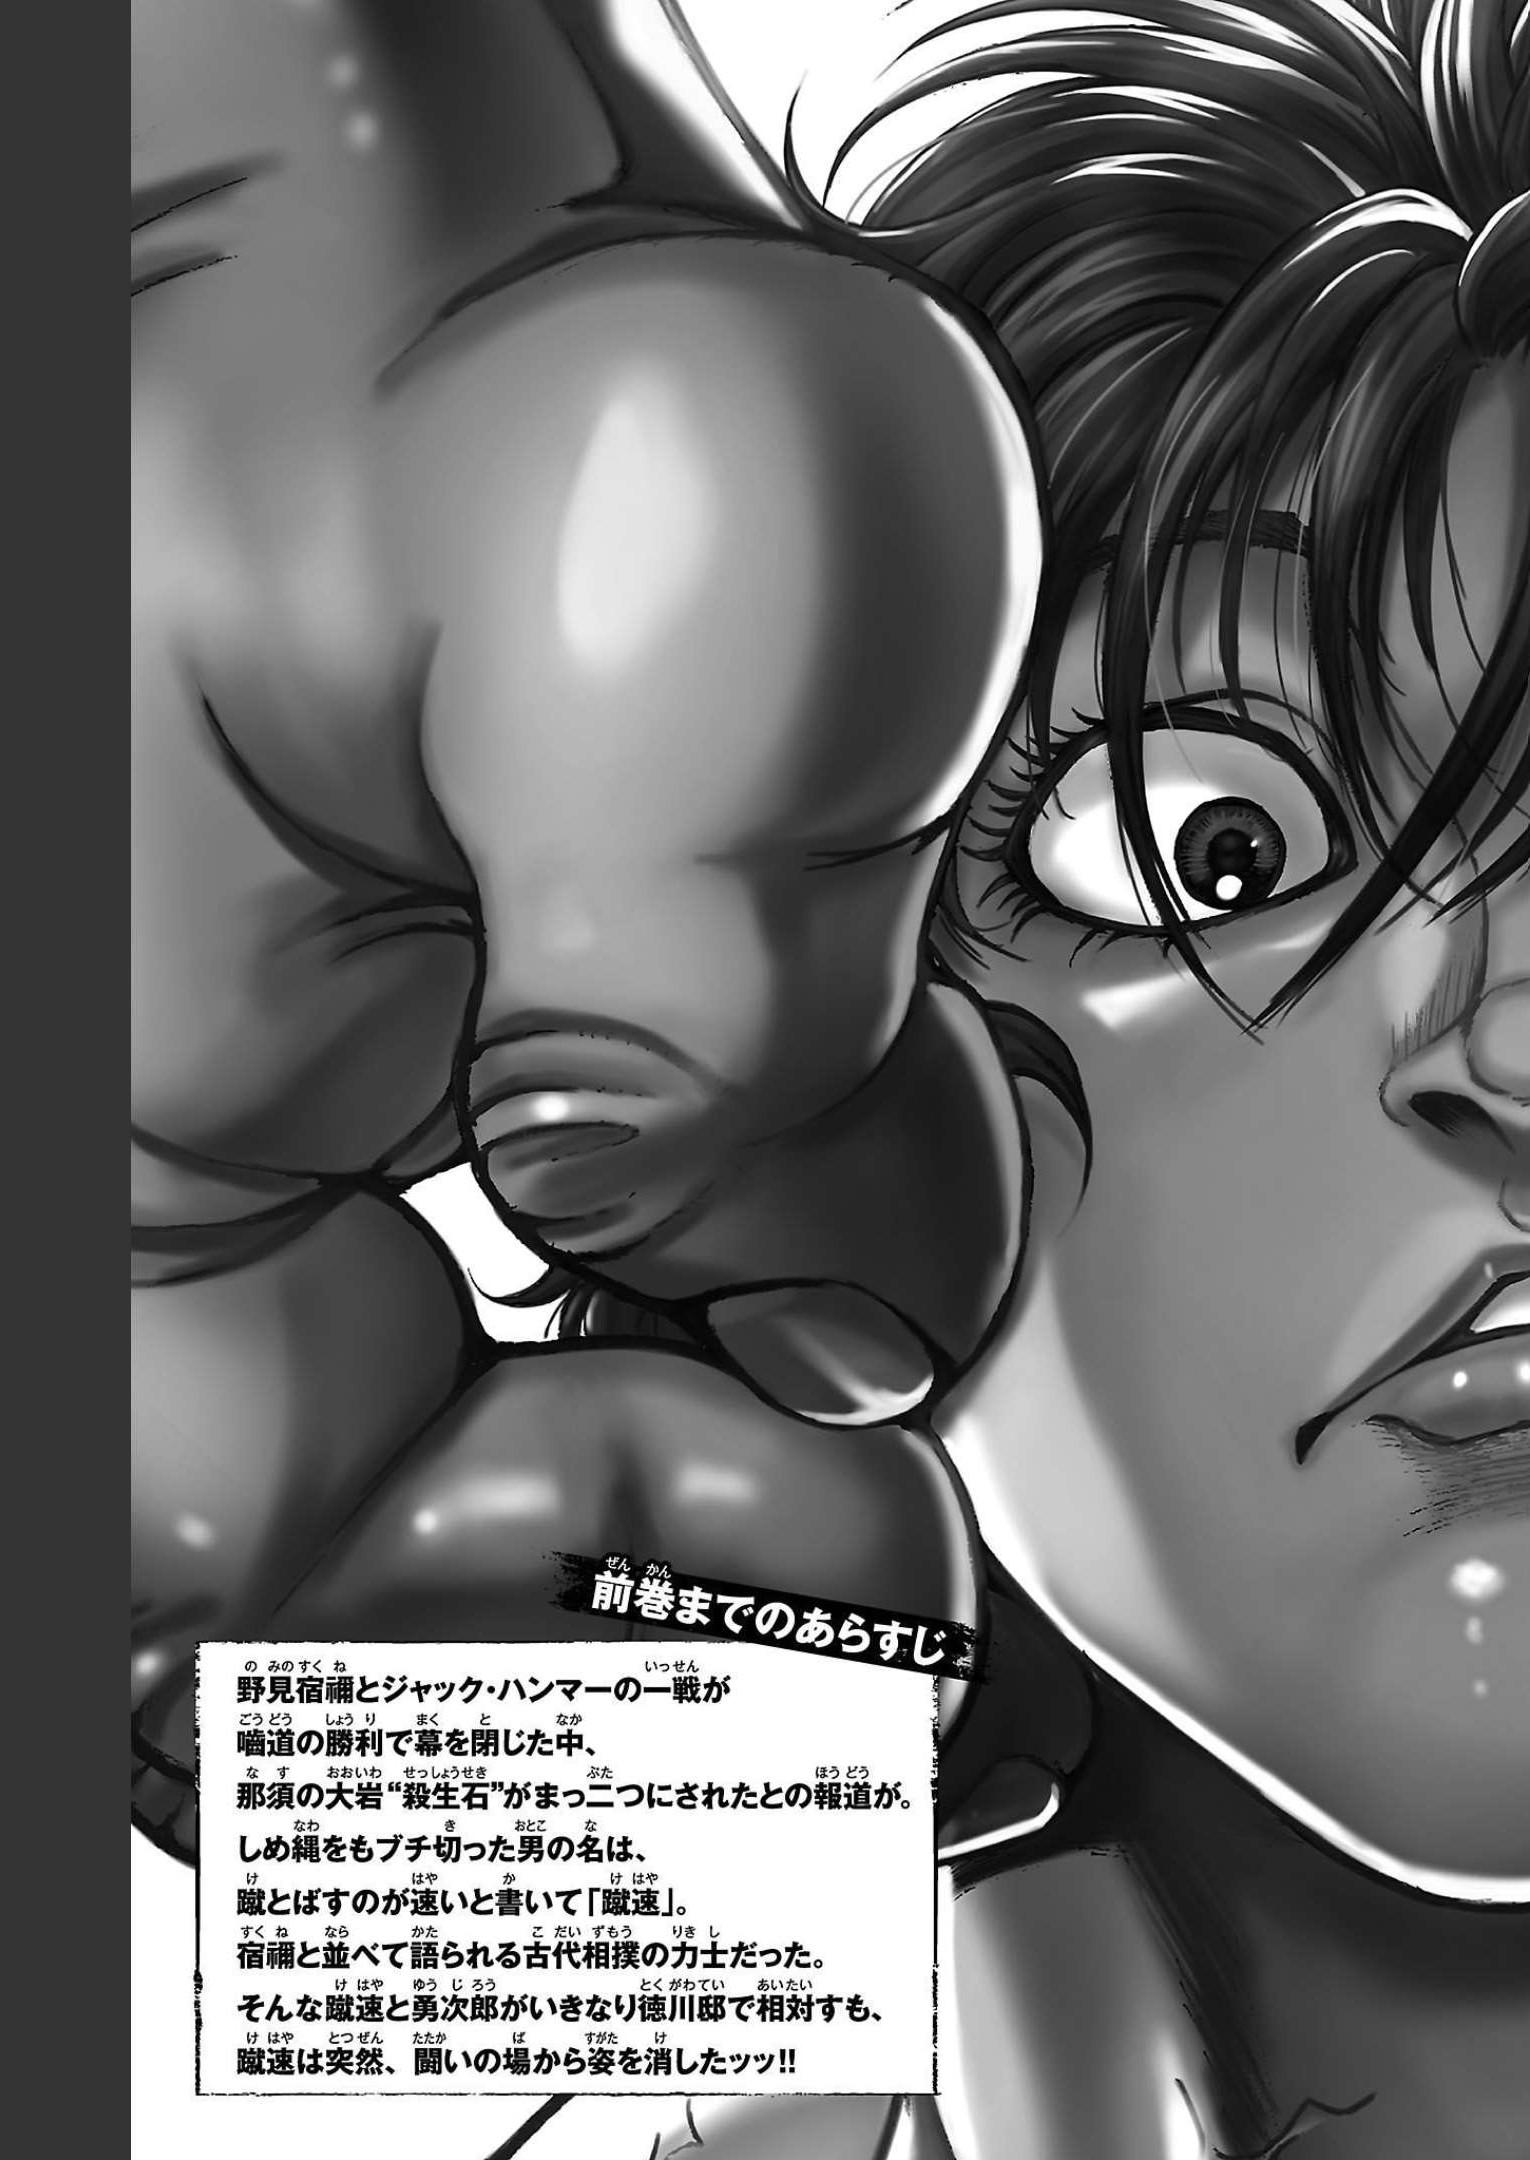 前巻までのあらすじ
野見宿禰とジャック・ハンマーの一戦が
嚙道の勝利で幕を閉じた中、
那須の大岩“殺生石”がまっ二つにされたとの報道が。
しめ縄をもブチ切った男の名は、
蹴とばすのが速いと書いて「蹴速」。
宿禰と並べて語られる古代相撲の力士だった。
そんな蹴速と勇次郎がいきなり徳川邸で相対すも、
蹴速は突然、闘いの場から姿を消したッッ!!